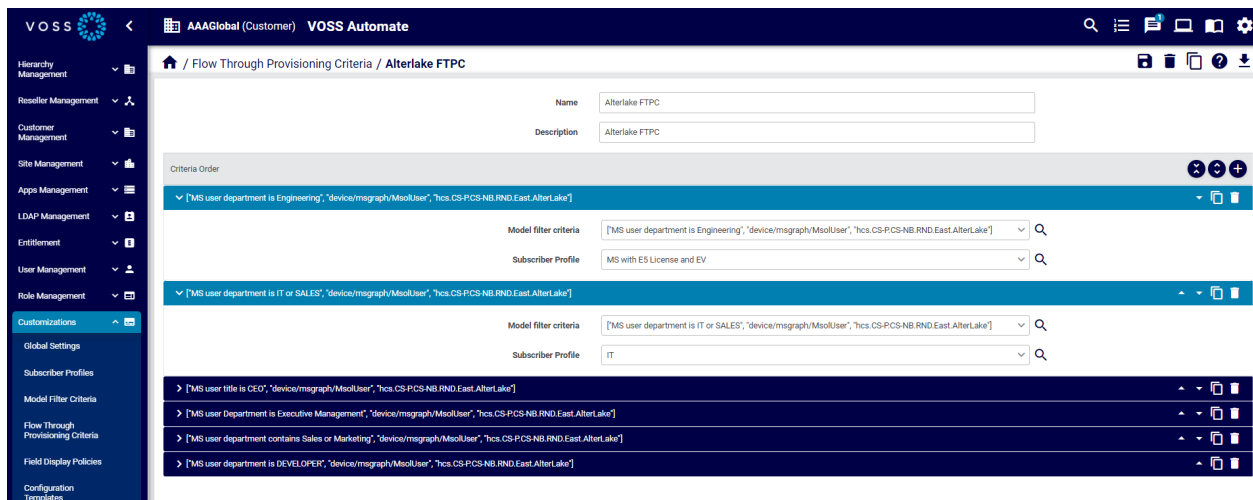 VOSS
AAAGlobal (Customer) VOSS Automate
1
Hierarchy
Management
Reseller Management
Customer
Management
Site Management
Apps Management
LDAP Management
Entitlement
User Management
Role Management
Customizations
Global Settings
Subscriber Profiles
Model Filter Criteria
Flow Through
Provisioning Criteria
Field Display Policies
Configuration
Templates
/ Flow Through Provisioning Criteria / Alterlake FTPC
Name Alterlake FTPC
Description Alterlake FTPC
Criteria Order
["MS user department is Engineering", "device/msgraph/MsolUser", "hcs.CS-P.CS-NB.RND.East.AlterLake"]
Model filter criteria ["MS user department is Engineering", "device/msgraph/MsolUser", "hcs.CS-P.CS-NB.RND.East.AlterLake"]
Subscriber Profile MS with E5 License and EV
["MS user department is IT or SALES", "device/msgraph/MsolUser", "hcs.CS-P.CS-NB.RND.East.AlterLake"]
Model filter criteria ["MS user department is IT or SALES", "device/msgraph/MsolUser", "hcs.CS-P.CS-NB.RND.East.AlterLake"]
Subscriber Profile IT
["MS user title is CEO", "device/msgraph/MsolUser", "hcs.CS-P.CS-NB.RND.East.AlterLake"]
["MS user Department is Executive Management", "device/msgraph/MsolUser", "hcs.CS-P.CS-NB.RND.East.AlterLake"]
["MS user department contains Sales or Marketing", "device/msgraph/MsolUser", "hcs.CS-P.CS-NB.RND.East.AlterLake"]
["MS user department is DEVELOPER", "device/msgraph/MsolUser", "hcs.CS-P.CS-NB.RND.East.AlterLake"]